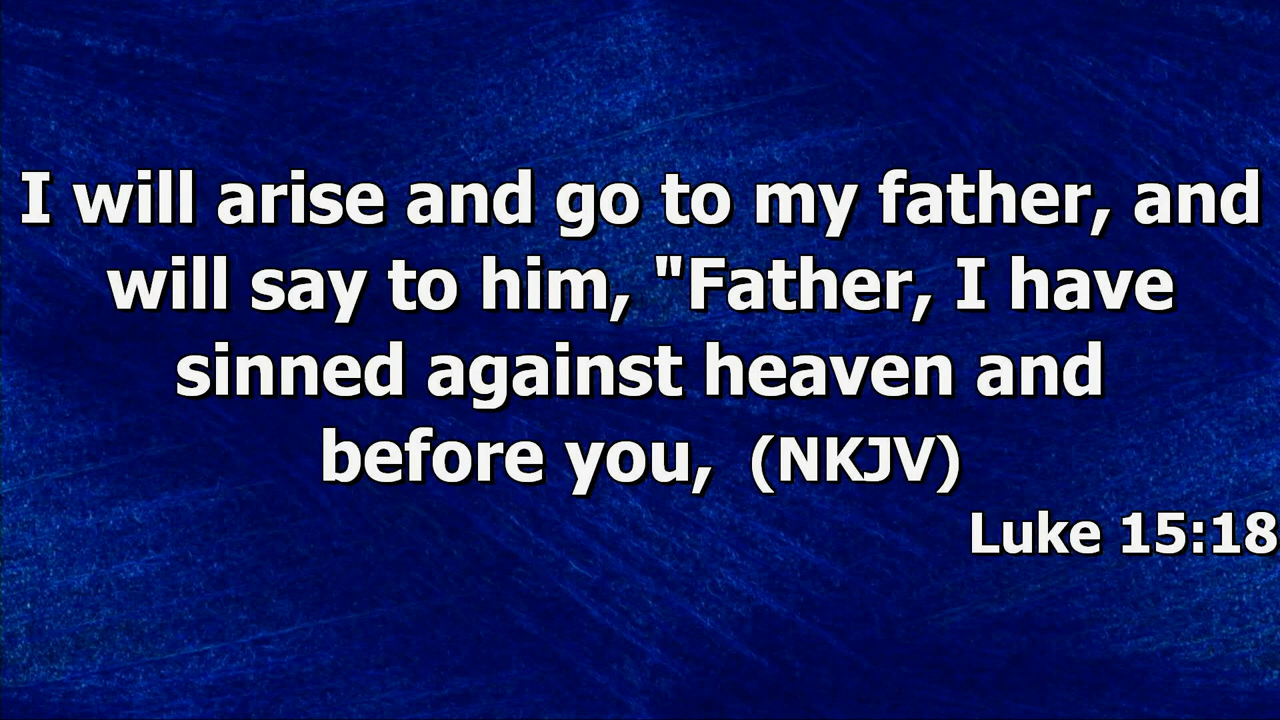 I will arise and go to my father, and
will say to him, "Father, I have
sinned against heaven and
before you, (NKJV)
Luke 15:18